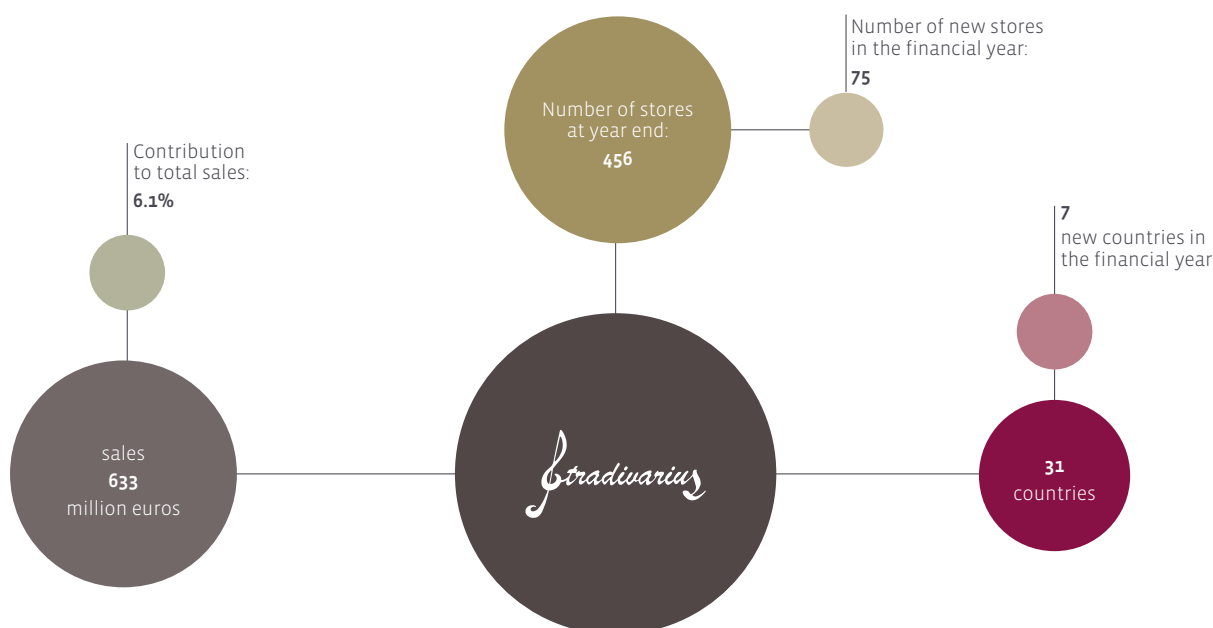 Number of new stores
in the financial year:
75
Number of stores
at year end:
456
Contribution
to total sales:
6.1%
7
new countries in
the financial year
sales
633
million euros
Stradivarius
31
countries